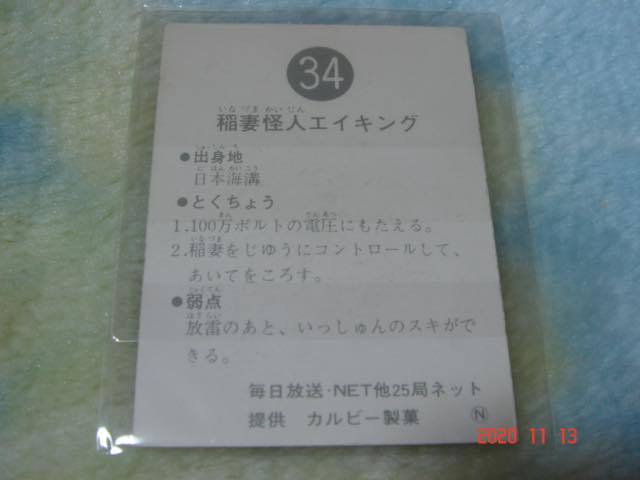 34
いなづまかいじん
稲妻怪人エイキング
しゅっしんち
●出身地
にほんかいこう
日本海溝
●とくちょう
まん でんあつ
1.100万ボルトの電圧にもたえる。
いなづま
2.稲妻をじゆうにコントロールして、
あいてをころす。
じゃくてん
●弱点
ほうらい
放雷のあと、いっしゅんのスキがで
きる。
毎日放送・NET他25局ネット
提供 カルビー製菓 Ⓝ
2020 11 13